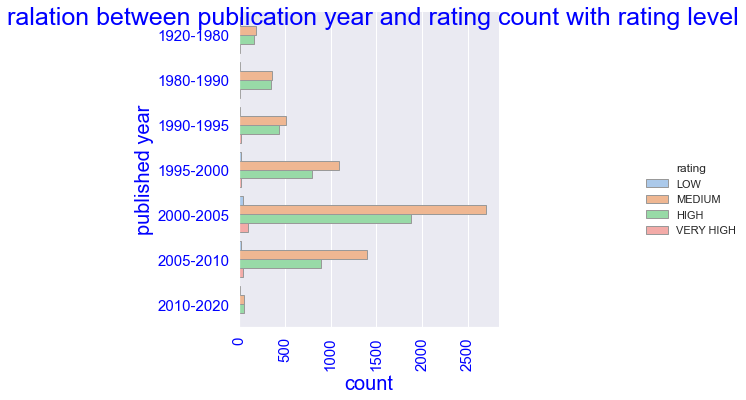 ralation between publication year and rating count with rating level
published year
1920-1980
1980-1990
1990-1995
1995-2000
2000-2005
2005-2010
2010-2020
0
500
1000
1500
2000
2500
count
rating
LOW
MEDIUM
HIGH
VERY HIGH